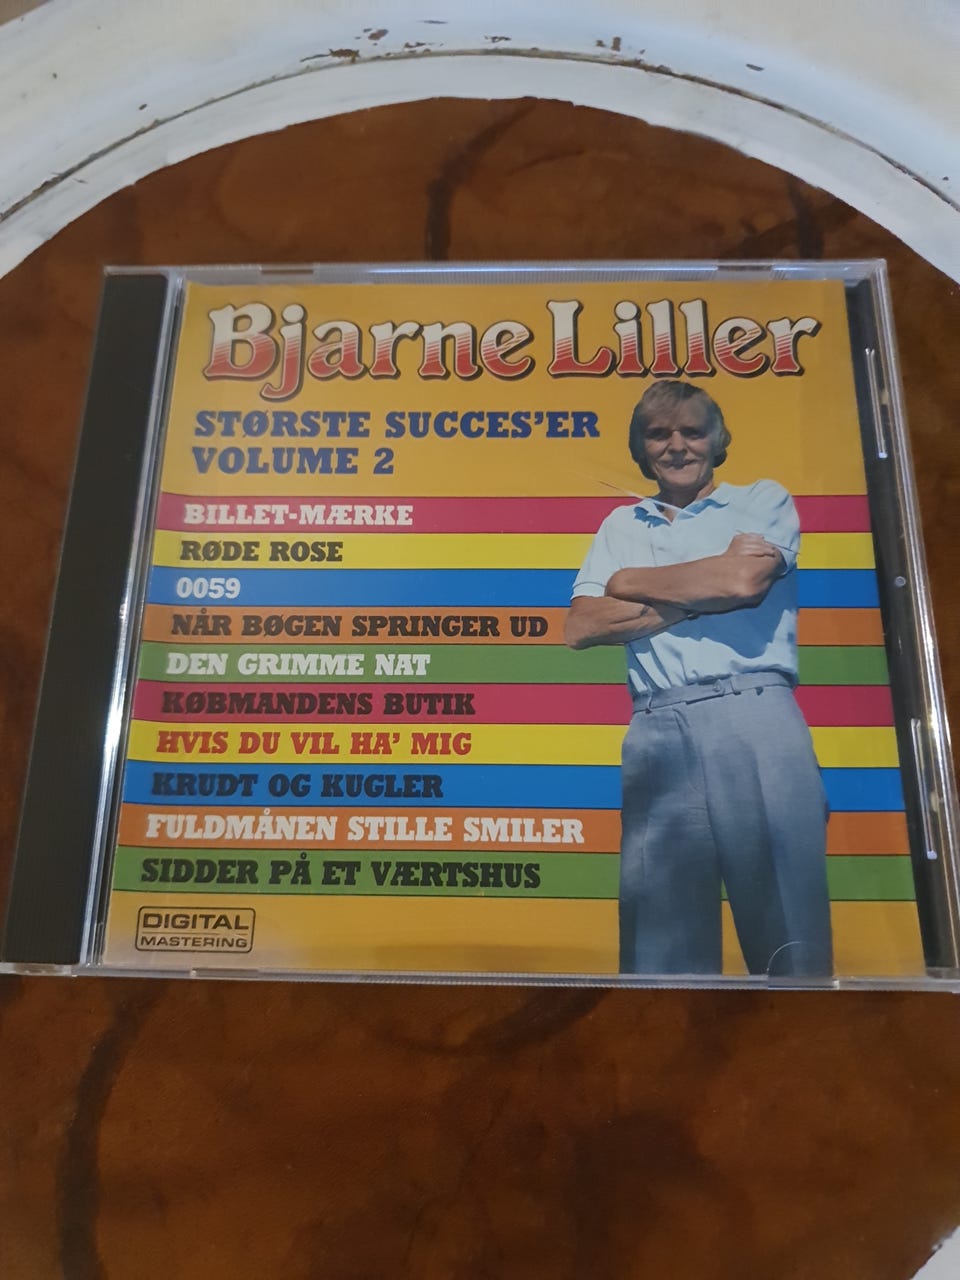 Bjarne Liller
STØRSTE SUCCES'ER
VOLUME 2
BILLET-MÆRKE
RØDE ROSE
0059
NÅR BØGEN SPRINGER UD
DEN GRIMME NAT
KØBMANDENS BUTIK
HVIS DU VIL HA' MIG
KRUDT OG KUGLER
FULDMÅNEN STILLE SMILER
SIDDER PÅ ET VÆRTSHUS
DIGITAL
MASTERING